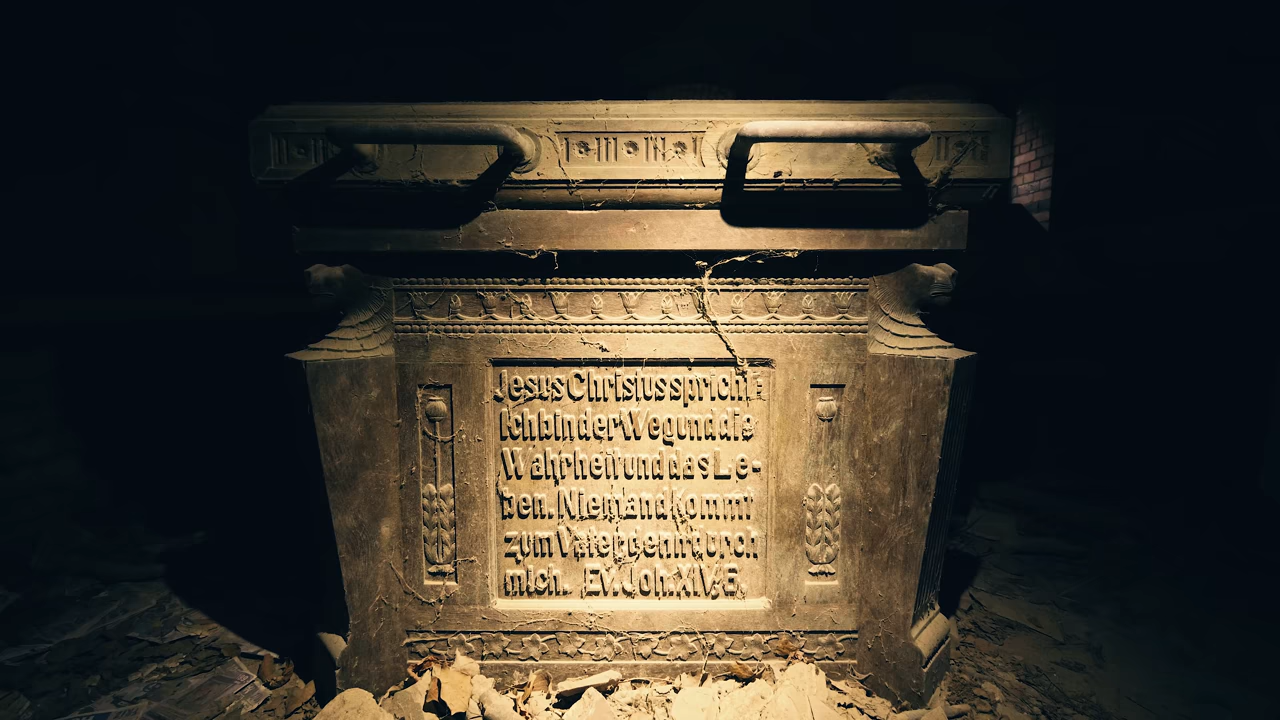 Jesus Christus spricht:
Ich bin der Weg und die
Wahrheit und das Le-
ben. Niemand kommt
zum Vater denn durch
mich. Ev. Joh. XIV, 6.